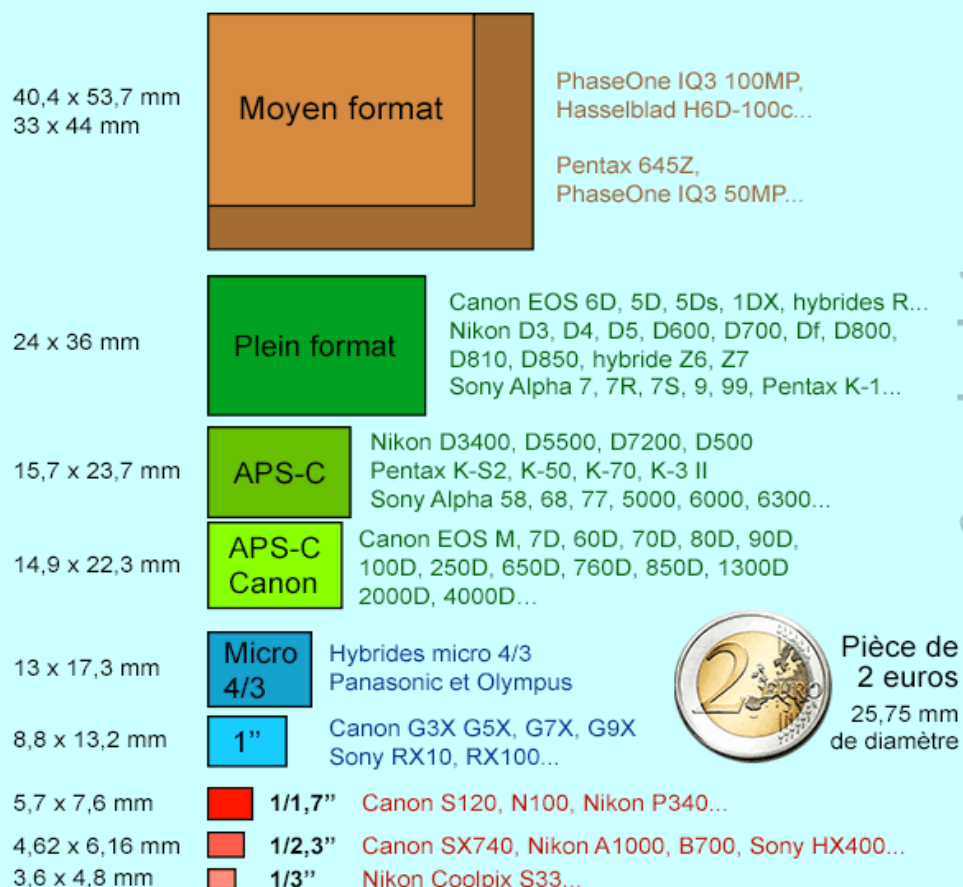 40,4 x 53,7 mm
33 x 44 mm
Moyen format
PhaseOne IQ3 100MP,
Hasselblad H6D-100c...
Pentax 645Z,
PhaseOne IQ3 50MP...
24 x 36 mm
Plein format
Canon EOS 6D, 5D, 5Ds, 1DX, hybrides R...
Nikon D3, D4, D5, D600, D700, Df, D800,
D810, D850, hybride Z6, Z7
Sony Alpha 7, 7R, 7S, 9, 99, Pentax K-1...
15,7 x 23,7 mm
APS-C
Nikon D3400, D5500, D7200, D500
Pentax K-S2, K-50, K-70, K-3 II
Sony Alpha 58, 68, 77, 5000, 6000, 6300...
14,9 x 22,3 mm
APS-C
Canon
Canon EOS M, 7D, 60D, 70D, 80D, 90D,
100D, 250D, 650D, 760D, 850D, 1300D
2000D, 4000D...
13 x 17,3 mm
Micro
4/3
Hybrides micro 4/3
Panasonic et Olympus
2 EURO
Pièce de
2 euros
25,75 mm
de diamètre
8,8 x 13,2 mm
1”
Canon G3X G5X, G7X, G9X
Sony RX10, RX100...
5,7 x 7,6 mm
1/1,7”
Canon S120, N100, Nikon P340...
4,62 x 6,16 mm
1/2,3”
Canon SX740, Nikon A1000, B700, Sony HX400...
3,6 x 4,8 mm
1/3”
Nikon Coolpix S33...